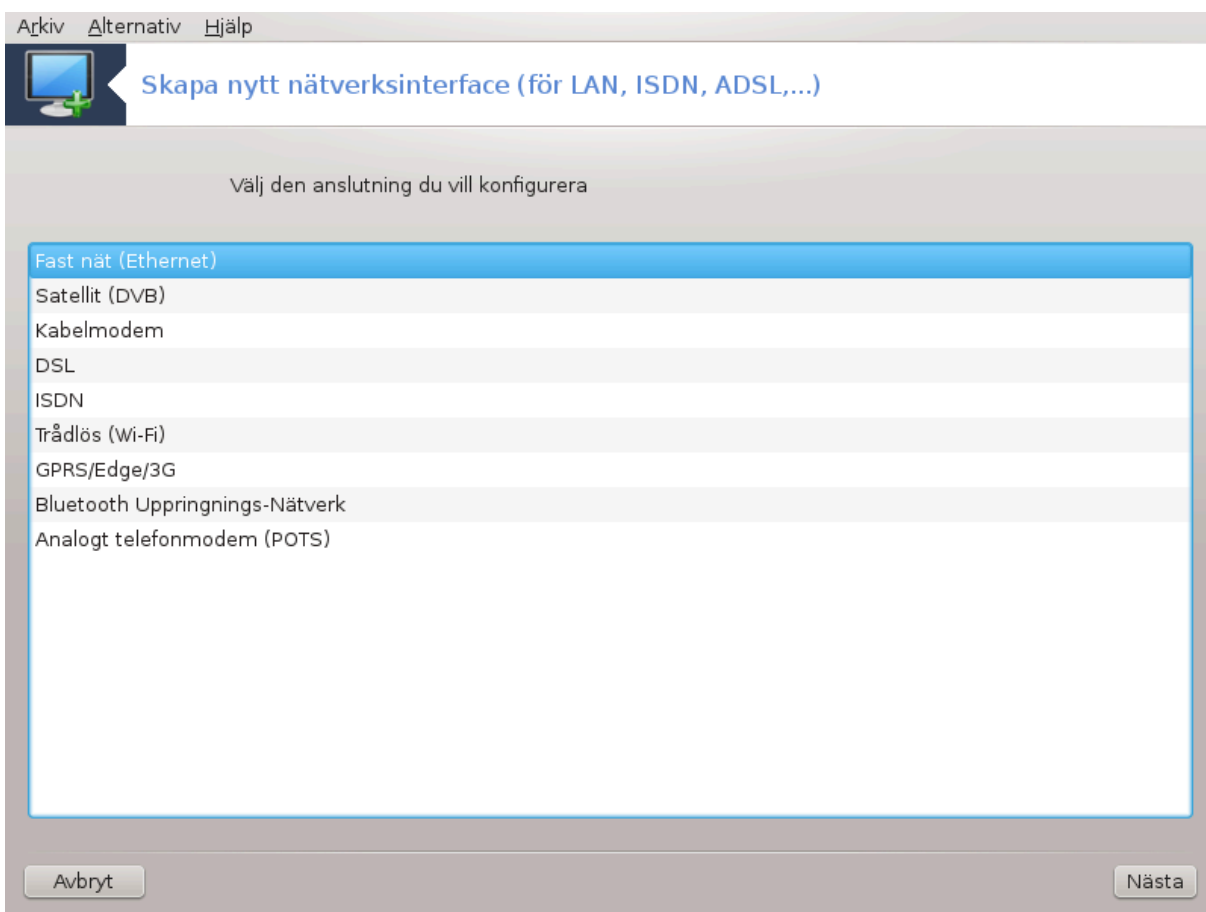 Arkiv Alternativ Hjälp
Skapa nytt nätverksinterface (för LAN, ISDN, ADSL,...)
Välj den anslutning du vill konfigurera
Fast nät (Ethernet)
Satellit (DVB)
Kabelmodem
DSL
ISDN
Trådlös (Wi-Fi)
GPRS/Edge/3G
Bluetooth Uppringnings-Nätverk
Analogt telefonmodem (POTS)
Avbryt Nästa